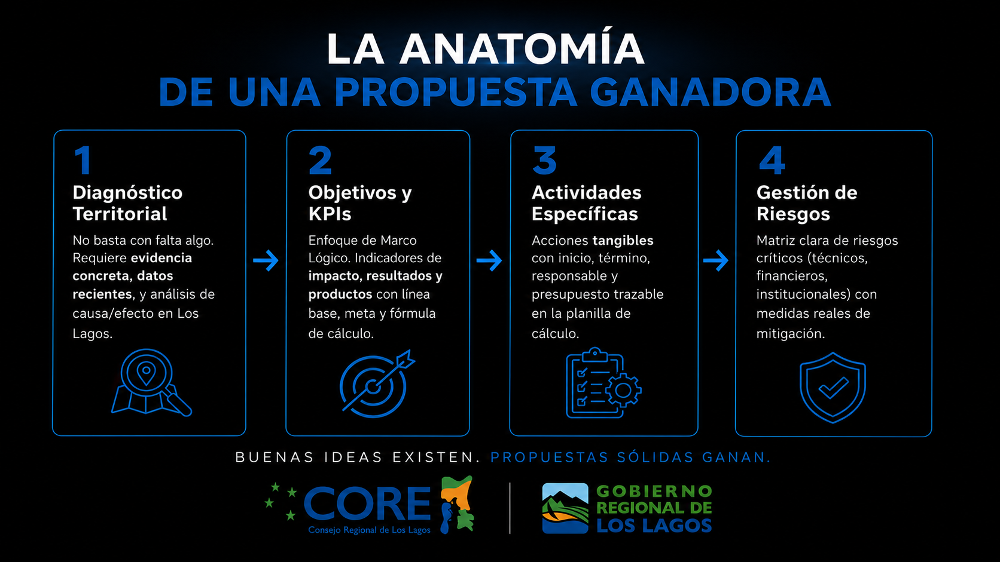 LA ANATOMÍA
DE UNA PROPUESTA GANADORA
1
Diagnóstico
Territorial
No basta con falta algo.
Requiere evidencia
concreta, datos
recientes, y análisis de
causa/efecto en Los
Lagos.
2
Objetivos y
KPIs
Enfoque de Marco
Lógico. Indicadores de
impacto, resultados y
productos con línea
base, meta y fórmula
de cálculo.
3
Actividades
Específicas
Acciones tangibles
con inicio, término,
responsable y
presupuesto trazable
en la planilla de
cálculo.
4
Gestión de
Riesgos
Matriz clara de riesgos
críticos (técnicos,
financieros,
institucionales) con
medidas reales de
mitigación.
BUENAS IDEAS EXISTEN. PROPUESTAS SÓLIDAS GANAN.
CORE
Consejo Regional de Los Lagos
GOBIERNO
REGIONAL DE
LOS LAGOS